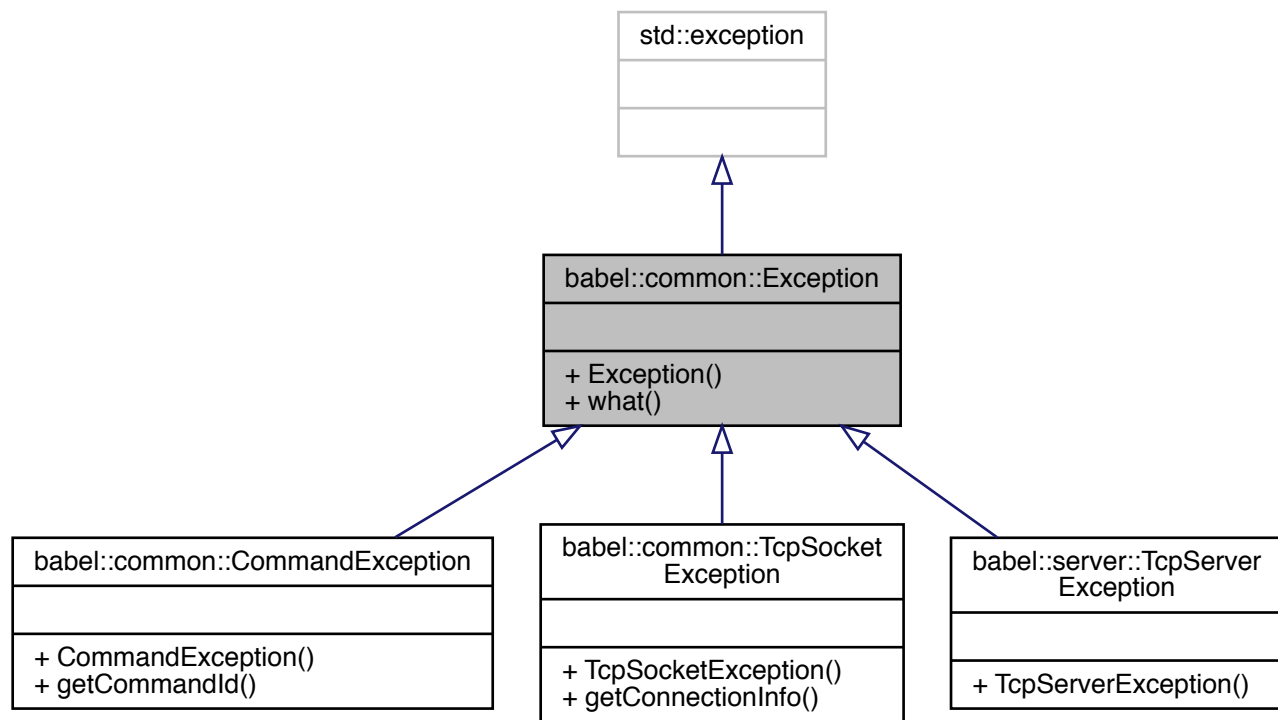 std::exception
babel::common::Exception
+ Exception()
+ what()
babel::common::CommandException
+ CommandException()
+ getCommandId()
babel::common::TcpSocket
Exception
+ TcpSocketException()
+ getConnectionInfo()
babel::server::TcpServer
Exception
+ TcpServerException()